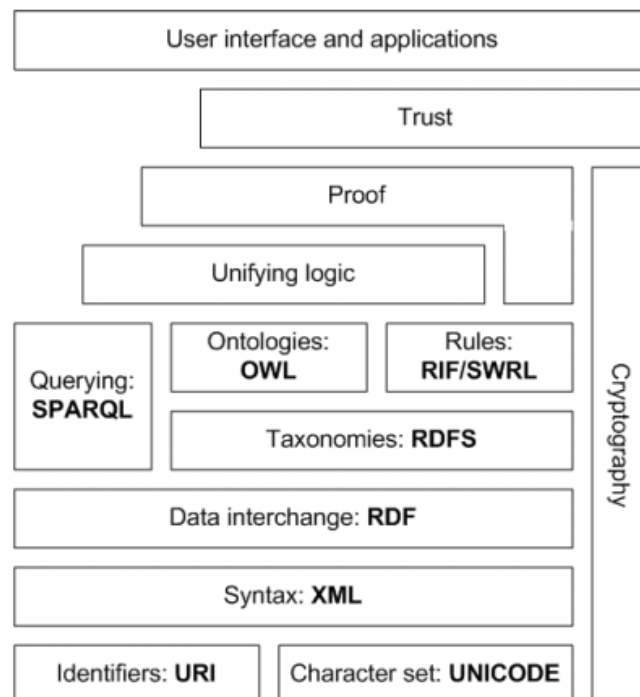 User interface and applications
Trust
Proof
Unifying logic
Querying:
SPARQL
Ontologies:
OWL
Rules:
RIF/SWRL
Taxonomies: RDFS
Cryptography
Data interchange: RDF
Syntax: XML
Identifiers: URI
Character set: UNICODE